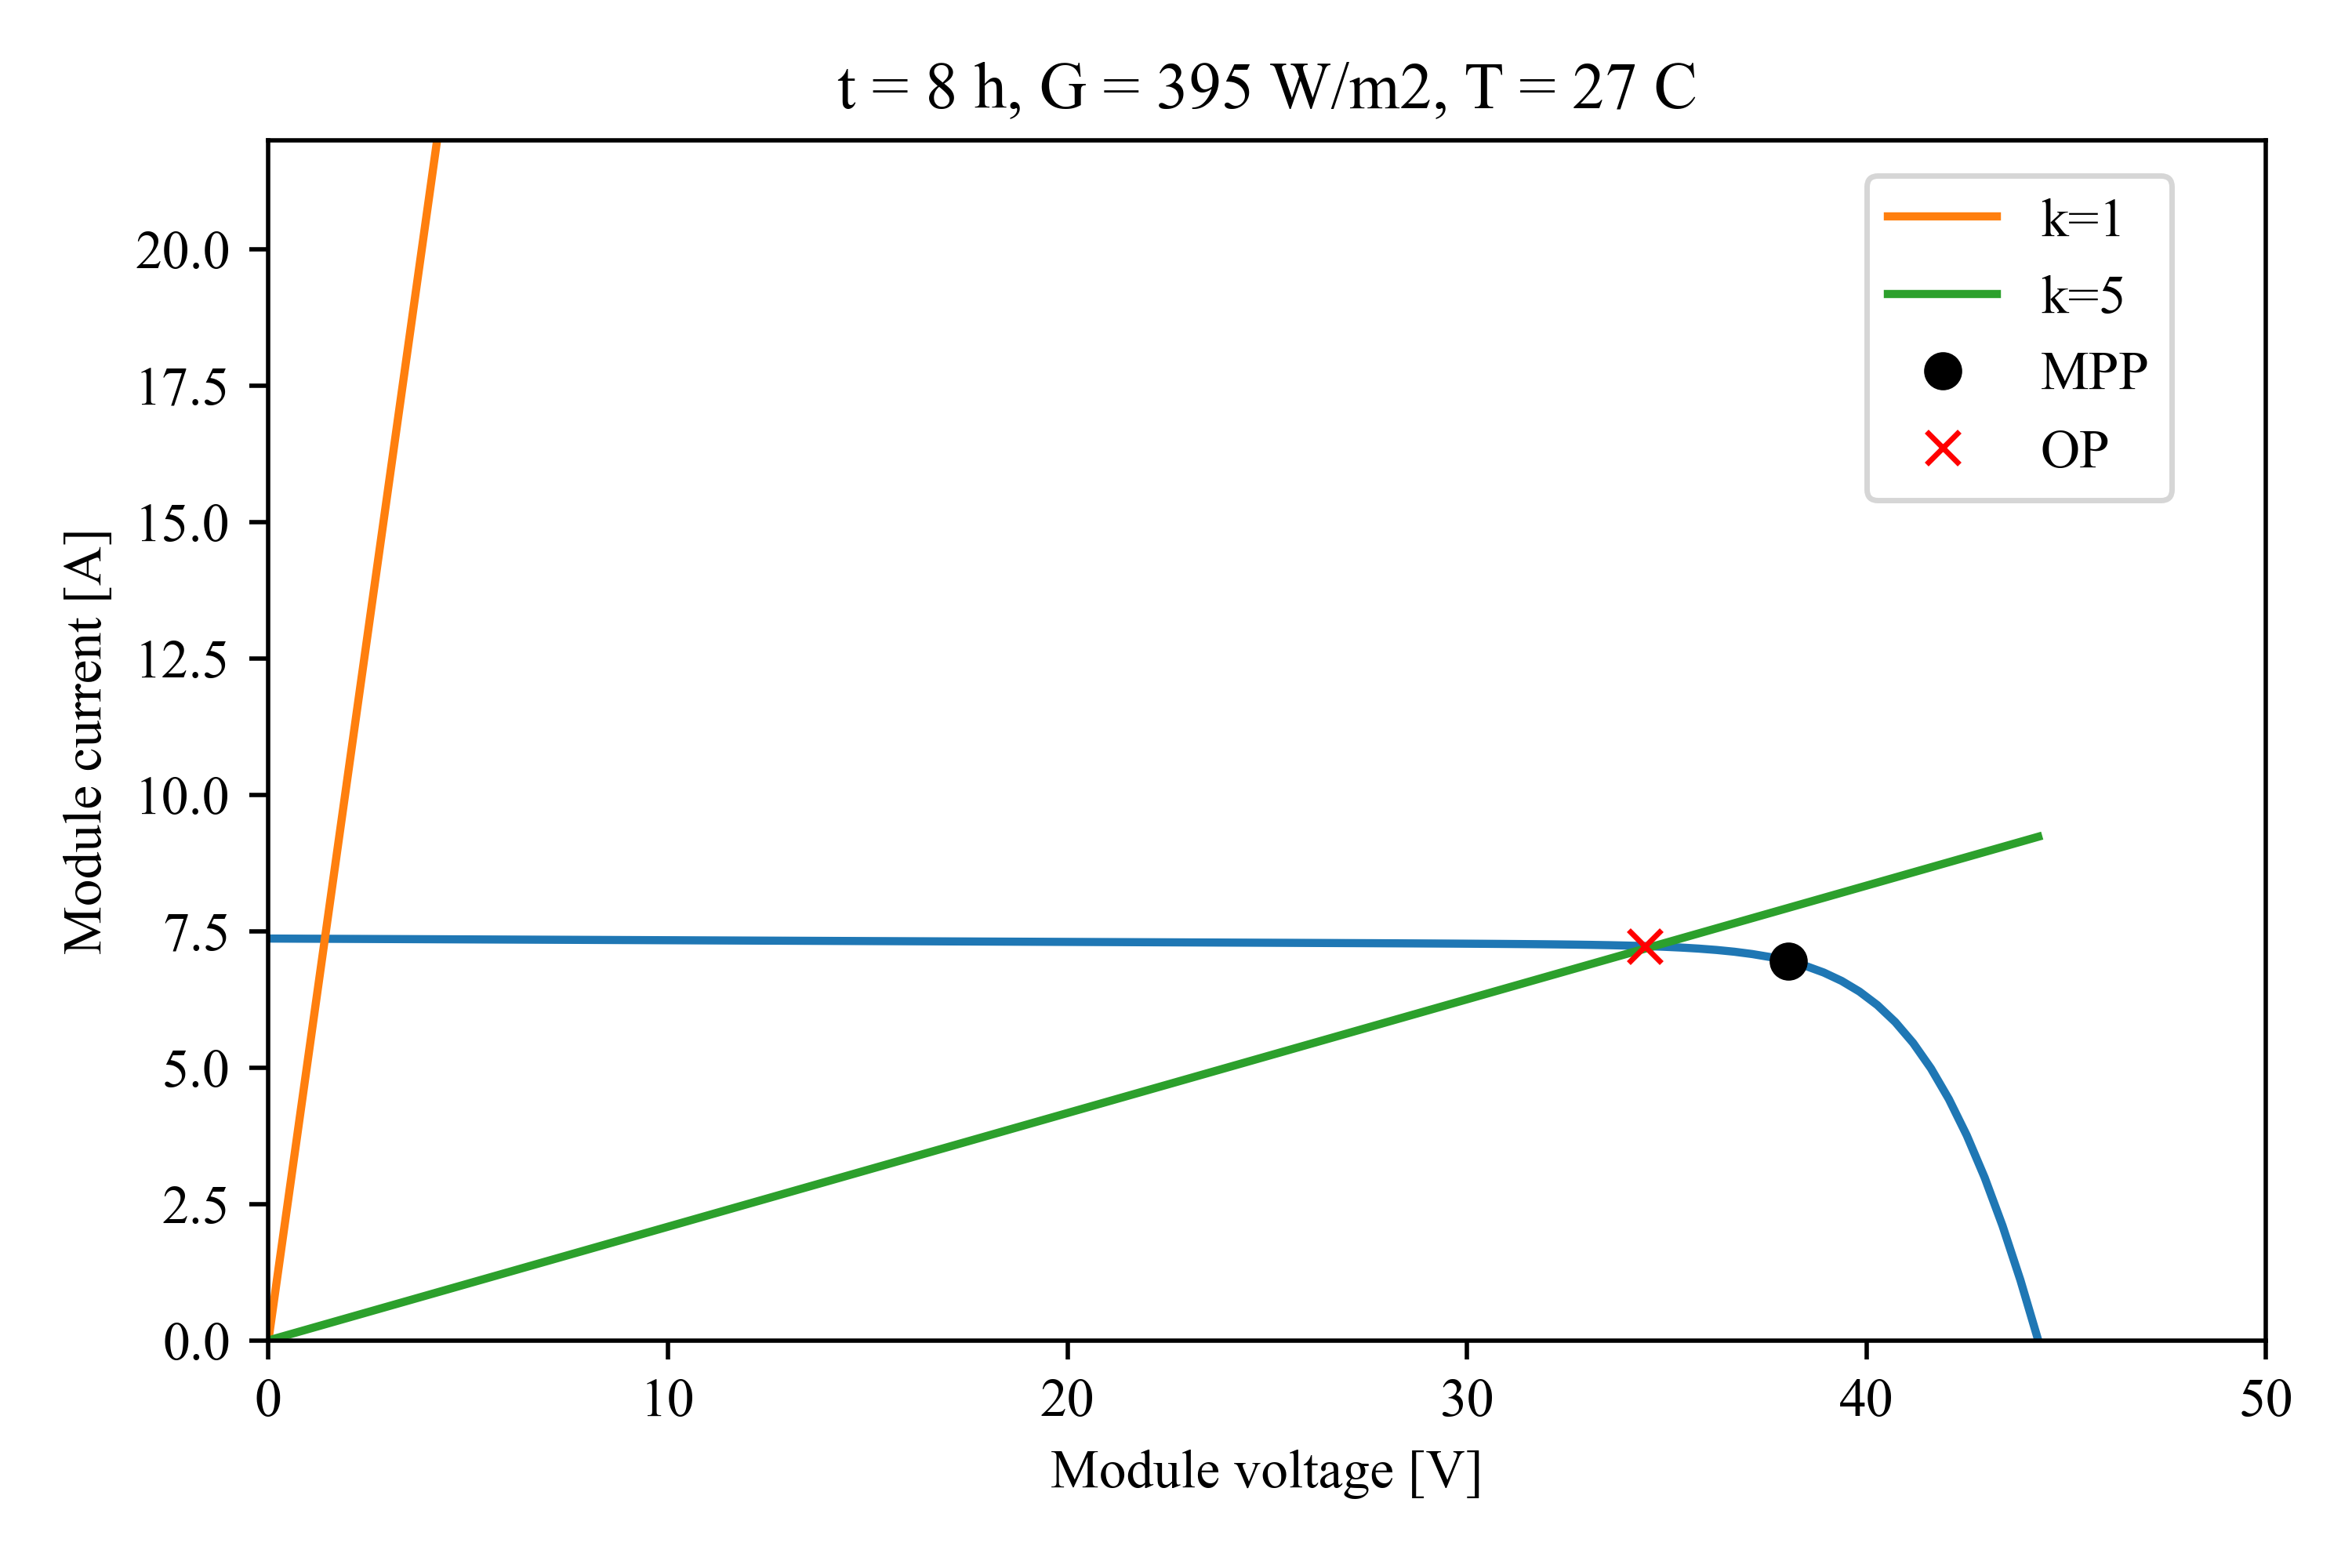 t = 8 h, G = 395 W/m2, T = 27 C
k=1
k=5
MPP
OP
Module current [A]
20.0
17.5
15.0
12.5
10.0
7.5
5.0
2.5
0.0
0 10 20 30 40 50
Module voltage [V]